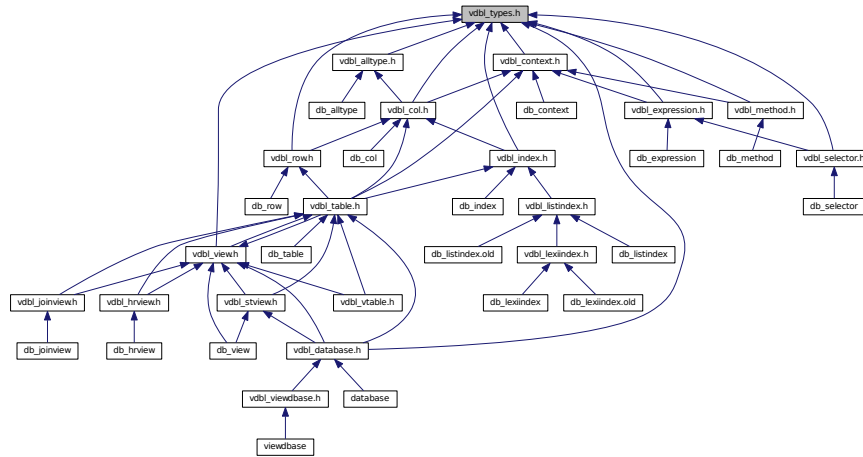 vdbl_types.h
vdbl_alltype.h
vdbl_context.h
db_alltype
vdbl_col.h
db_context
vdbl_expression.h
vdbl_method.h
vdbl_row.h
db_col
vdbl_index.h
db_expression
db_method
vdbl_selector.h
db_row
vdbl_table.h
db_index
vdbl_listindex.h
db_selector
vdbl_view.h
db_table
db_listindex.old
vdbl_lexiindex.h
db_listindex
vdbl_joinview.h
vdbl_hrview.h
vdbl_stview.h
vdbl_vtable.h
db_lexiindex
db_lexiindex.old
db_joinview
db_hrview
db_view
vdbl_database.h
vdbl_viewdbase.h
database
viewdbase